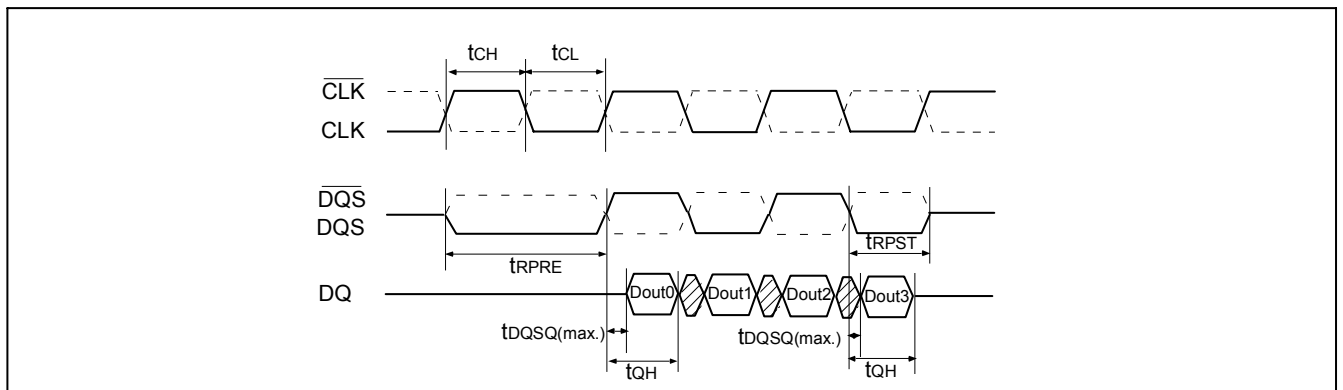 tCH tCL
CLK
CLK
DQS
DQS
tRPST
tRPRE
DQ
Dout0 Dout1 Dout2 Dout3
tDQSQ(max.) tDQSQ(max.)
tQH tQH